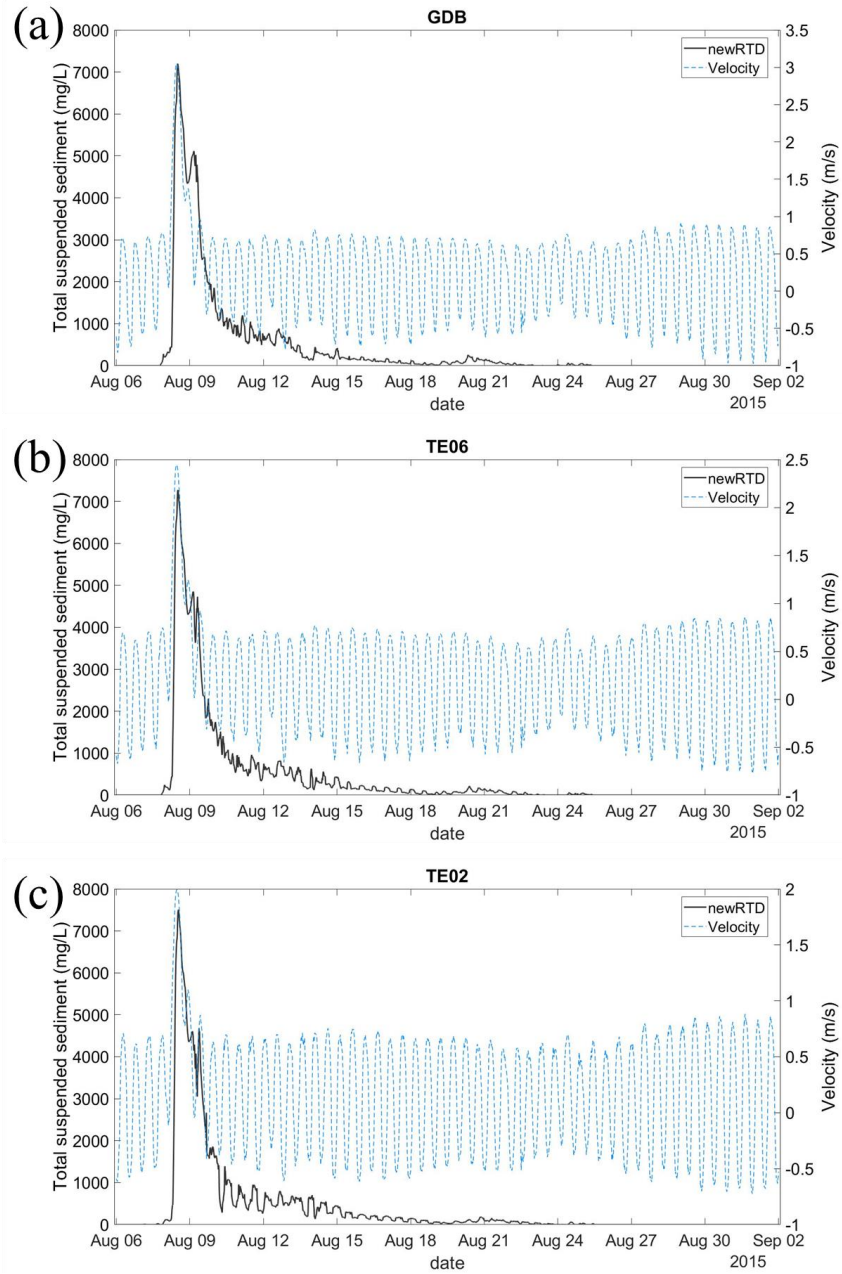 (a)
GDB
8000
7000
6000
5000
4000
3000
2000
1000
0
Total suspended sediment (mg/L)
newRTD
Velocity
3.5
3
2.5
2
1.5
1
0.5
0
-0.5
-1
Velocity (m/s)
Aug 06 Aug 09 Aug 12 Aug 15 Aug 18 Aug 21 Aug 24 Aug 27 Aug 30 Sep 02
date
2015
(b)
TE06
8000
7000
6000
5000
4000
3000
2000
1000
0
Total suspended sediment (mg/L)
newRTD
Velocity
2.5
2
1.5
1
0.5
0
-0.5
-1
Velocity (m/s)
Aug 06 Aug 09 Aug 12 Aug 15 Aug 18 Aug 21 Aug 24 Aug 27 Aug 30 Sep 02
date
2015
(c)
TE02
8000
7000
6000
5000
4000
3000
2000
1000
0
Total suspended sediment (mg/L)
newRTD
Velocity
2
1.5
1
0.5
0
-0.5
-1
Velocity (m/s)
Aug 06 Aug 09 Aug 12 Aug 15 Aug 18 Aug 21 Aug 24 Aug 27 Aug 30 Sep 02
date
2015